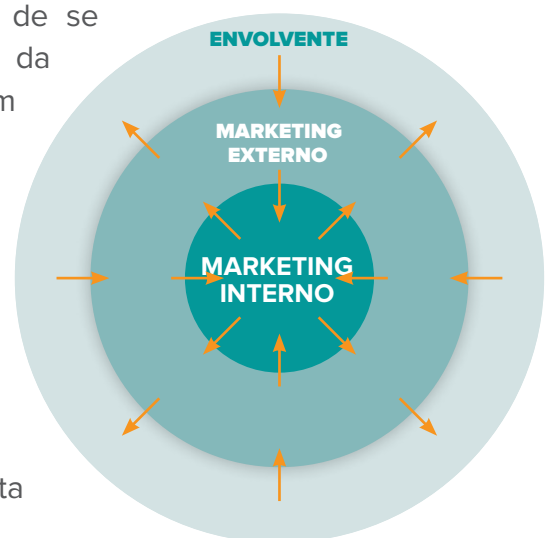 de se
ENVOLVENTE
da
m
MARKETING
EXTERNO
MARKETING
INTERNO
ta